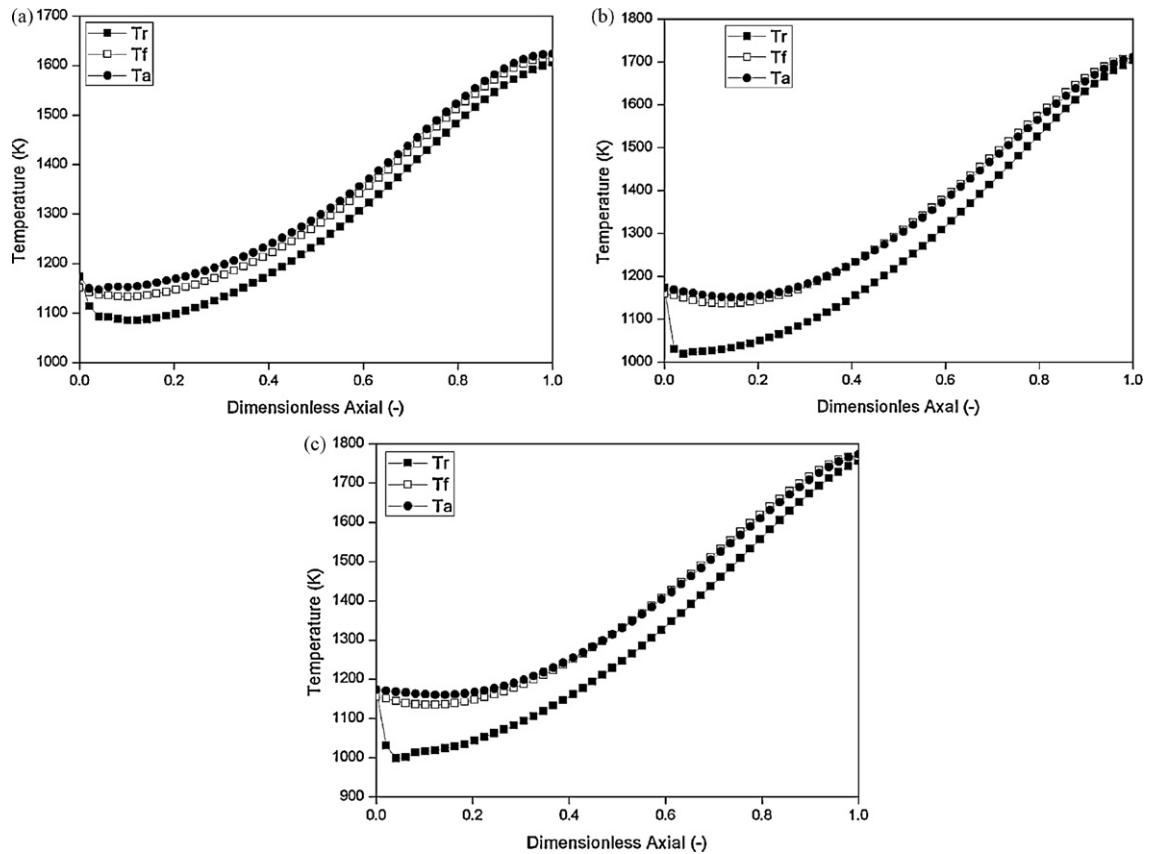 (a)
1700
1600
1500
1400
1300
1200
1100
1000
Temperature (K)
Tr
Tf
Ta
0.0 0.2 0.4 0.6 0.8 1.0
Dimensionless Axial (-)
(b)
1800
1700
1600
1500
1400
1300
1200
1100
1000
Temperature (K)
Tr
Tf
Ta
0.0 0.2 0.4 0.6 0.8 1.0
Dimensionles Axal (-)
(c)
1800
1700
1600
1500
1400
1300
1200
1100
1000
900
Temperature (K)
Tr
Tf
Ta
0.0 0.2 0.4 0.6 0.8 1.0
Dimensionless Axial (-)